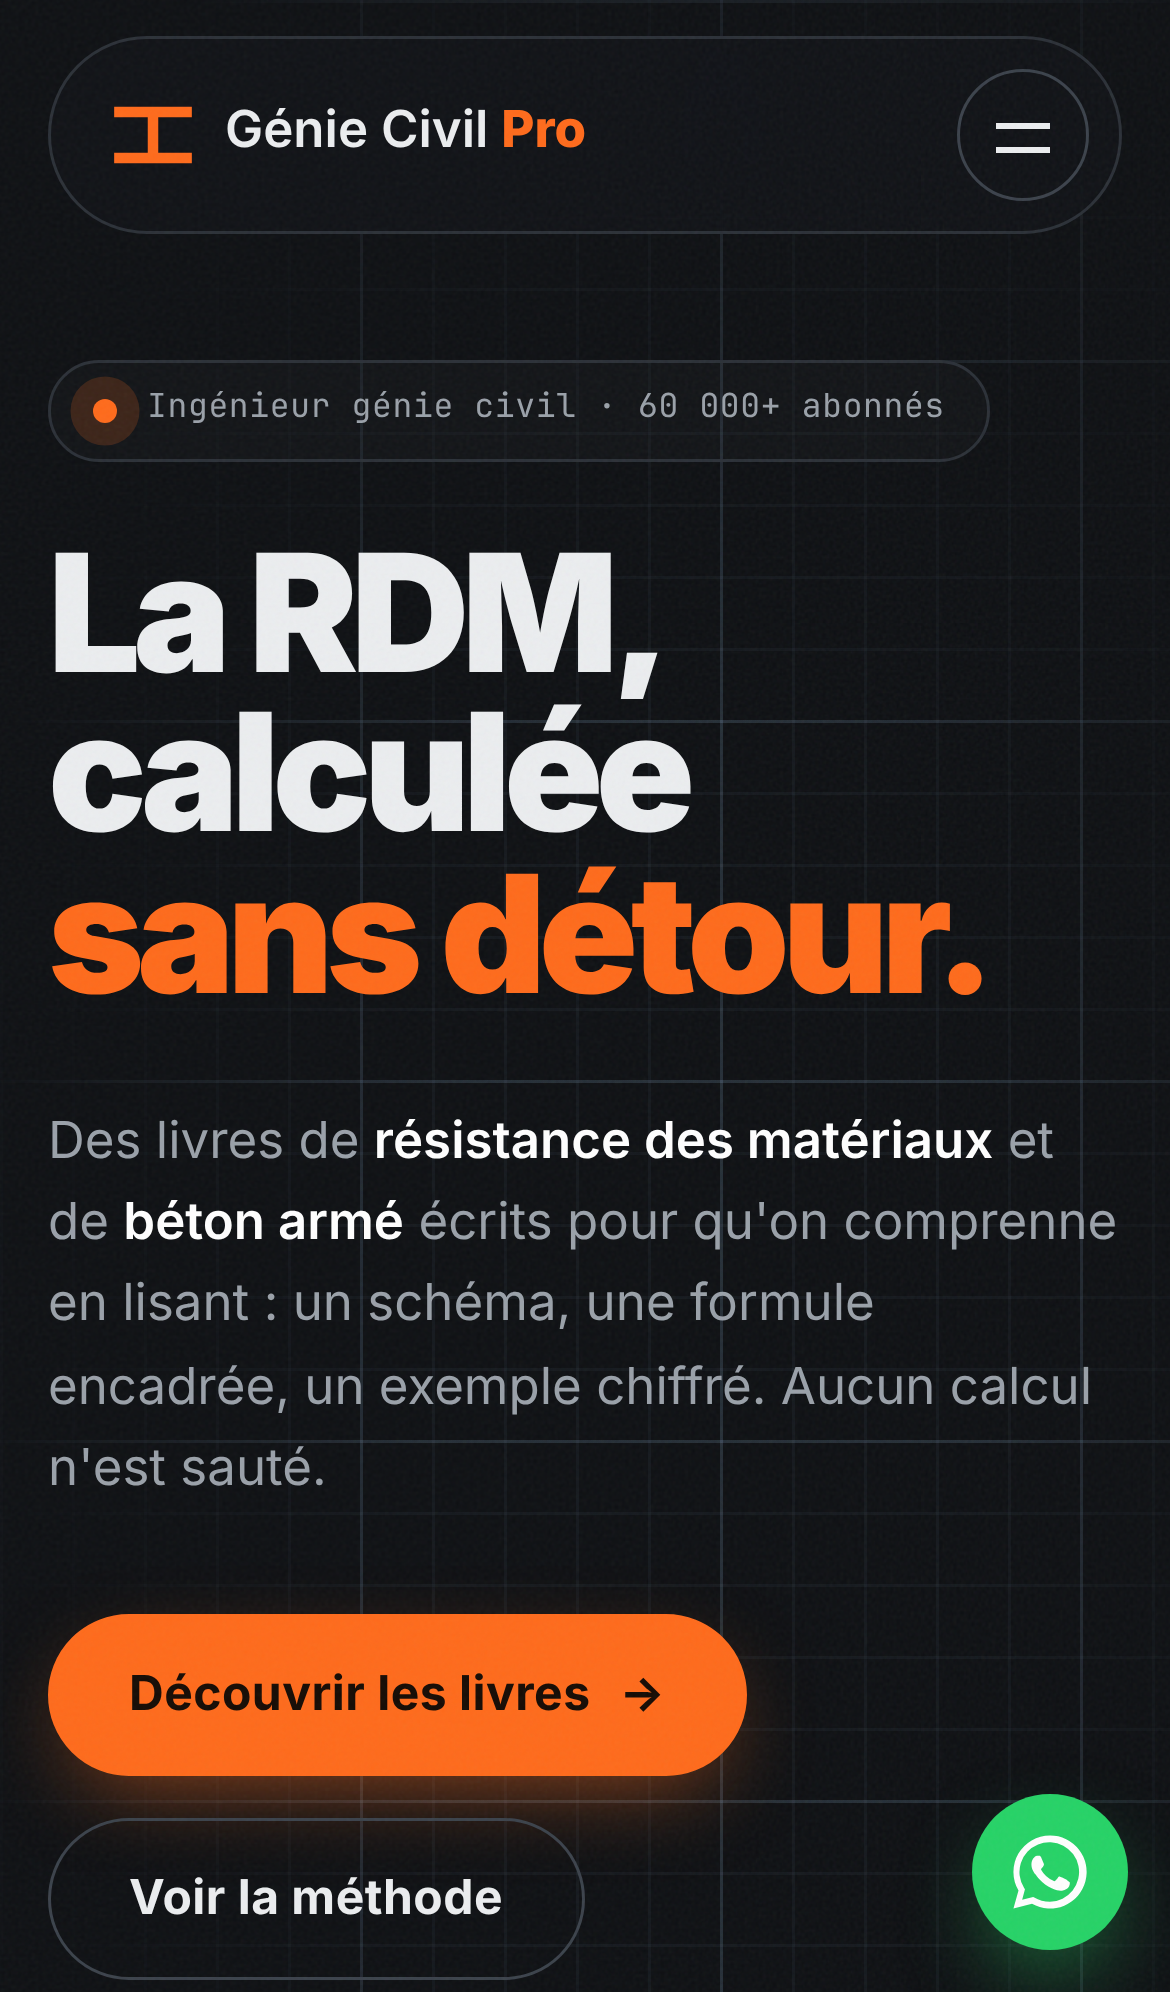 Génie Civil Pro
Ingénieur génie civil · 60 000+ abonnés
La RDM,
calculée
sans détour.
Des livres de résistance des matériaux et
de béton armé écrits pour qu'on comprenne
en lisant : un schéma, une formule
encadrée, un exemple chiffré. Aucun calcul
n'est sauté.
Découvrir les livres →
Voir la méthode